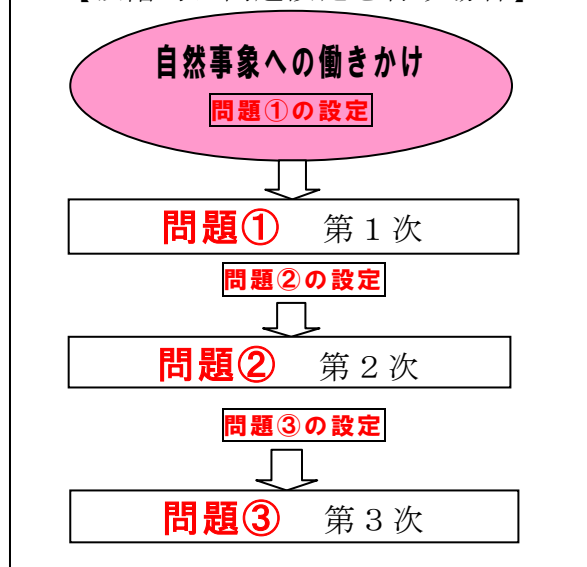 自然事象への働きかけ
問題①の設定
問題① 第１次
問題②の設定
問題② 第２次
問題③の設定
問題③ 第３次